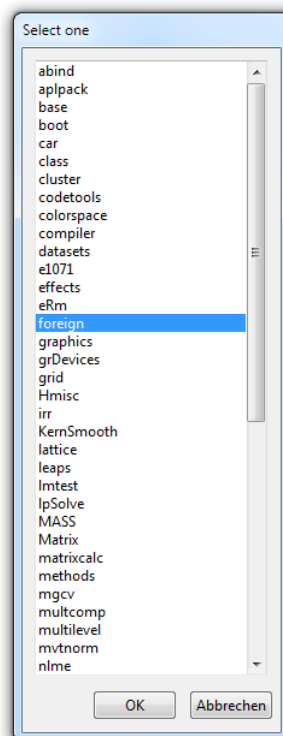 Select one
abind
aplpack
base
boot
car
class
cluster
codetools
colorspace
compiler
datasets
e1071
effects
eRm
foreign
graphics
grDevices
grid
Hmisc
irr
KernSmooth
lattice
leaps
lmtest
lpSolve
MASS
Matrix
matrixcalc
methods
mgcv
multcomp
multilevel
mvtnorm
nlme
OK Abbrechen